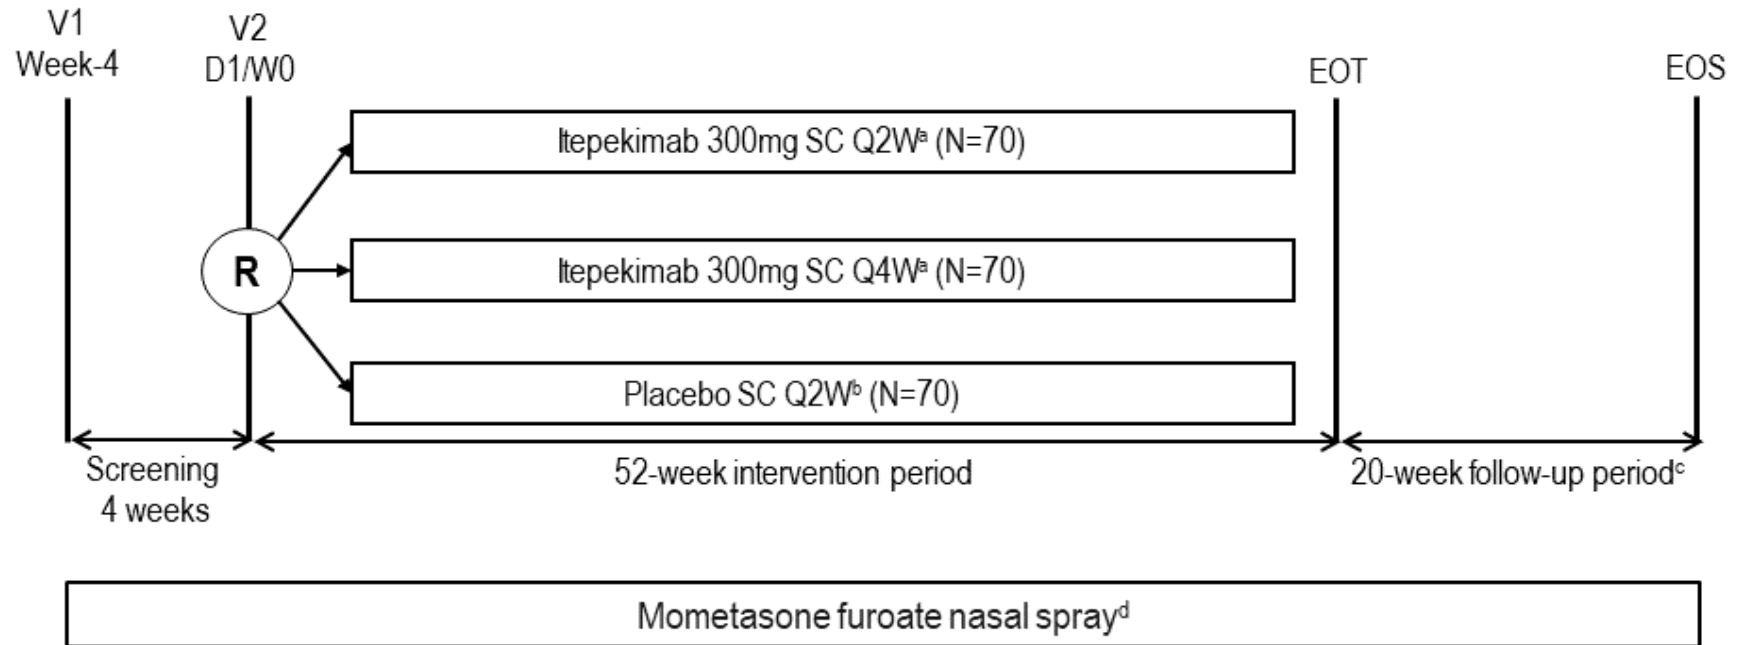 V1
Week-4
V2
D1/W0
EOT
EOS
Itepekimab 300mg SC Q2Wᵃ (N=70)
R
Itepekimab 300mg SC Q4Wᵃ (N=70)
Placebo SC Q2Wᵇ (N=70)
Screening
4 weeks
52-week intervention period
20-week follow-up periodᶜ
Mometasone furoate nasal sprayᵈ